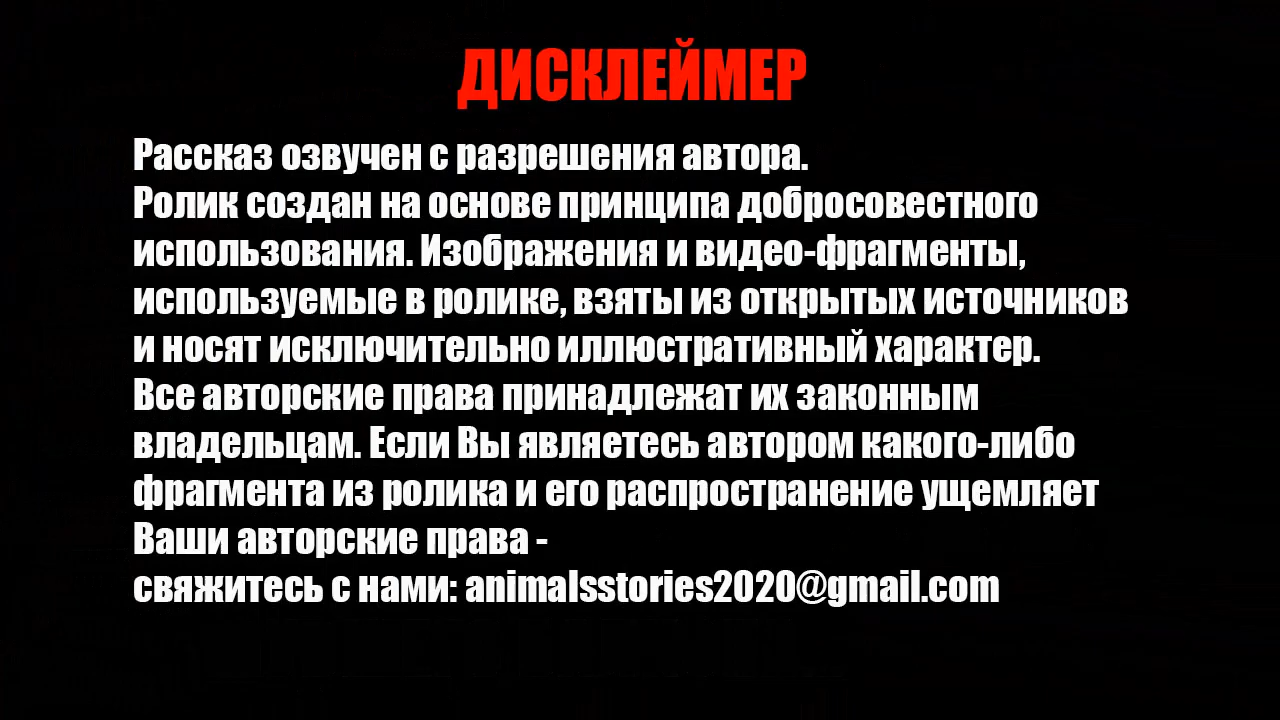 ДИСКЛЕЙМЕР
Рассказ озвучен с разрешения автора.
Ролик создан на основе принципа добросовестного
использования. Изображения и видео-фрагменты,
используемые в ролике, взяты из открытых источников
и носят исключительно иллюстративный характер.
Все авторские права принадлежат их законным
владельцам. Если Вы являетесь автором какого-либо
фрагмента из ролика и его распространение ущемляет
Ваши авторские права -
свяжитесь с нами: animalsstories2020@gmail.com